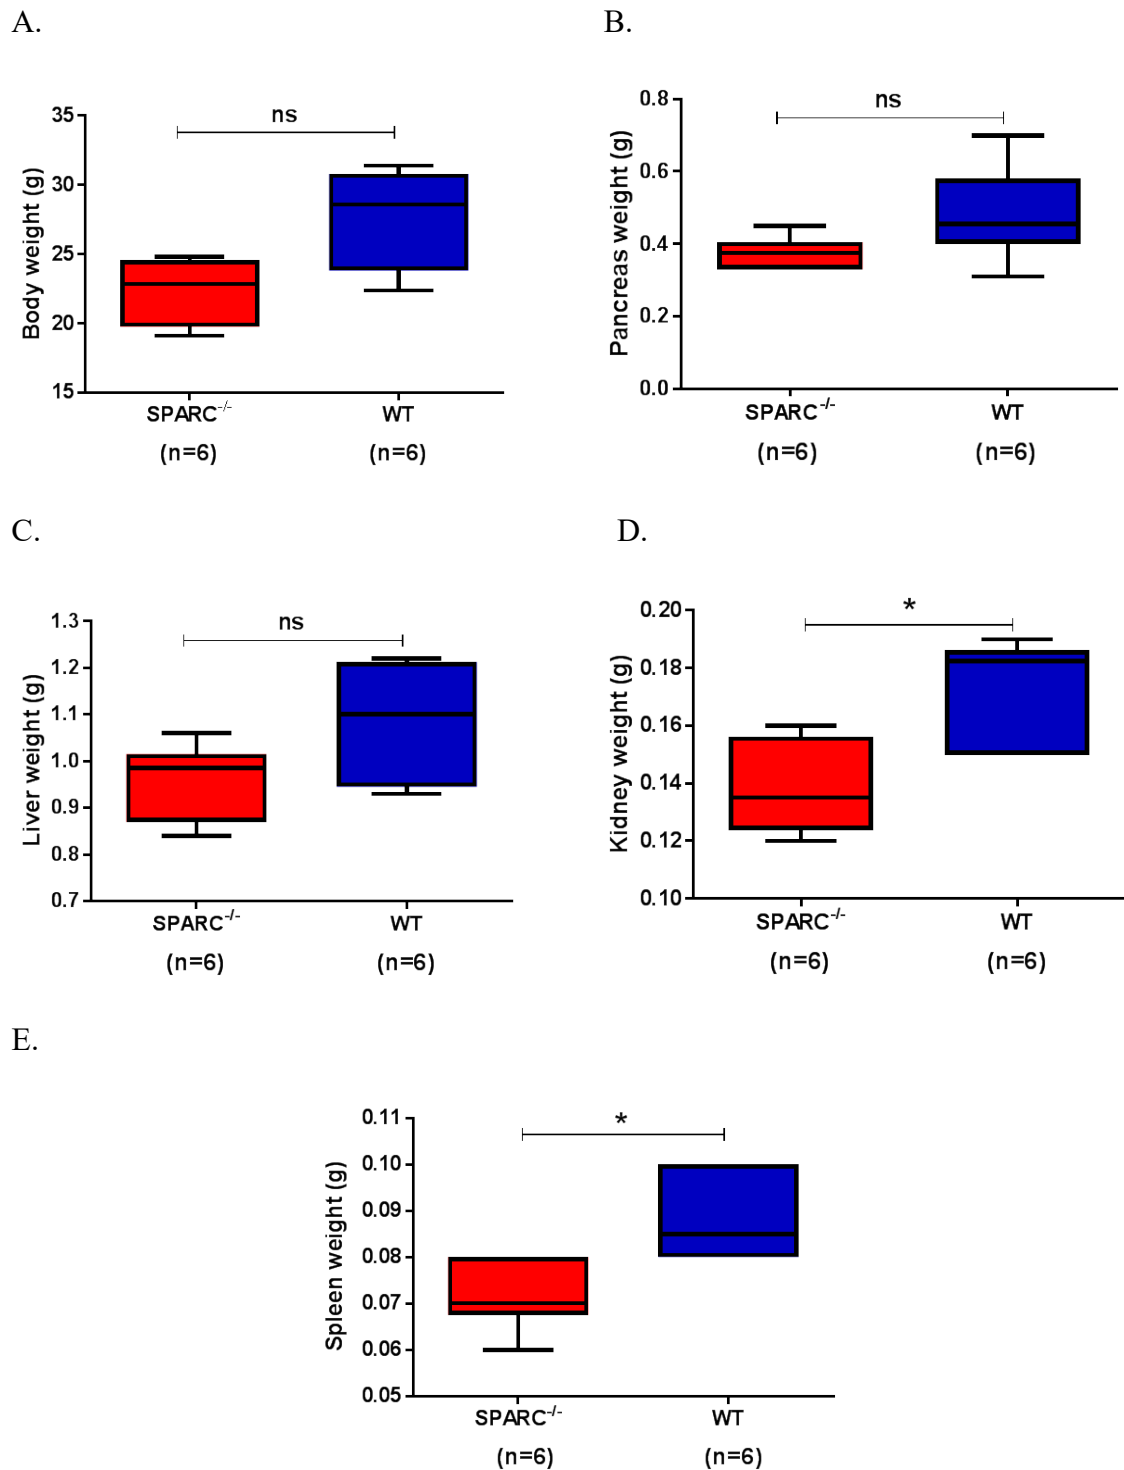 A.
B.
ns
35
30
25
20
15
Body weight (g)
SPARC-/-
WT
(n=6)
(n=6)
ns
0.8
0.6
0.4
0.2
0.0
Pancreas weight (g)
SPARC-/-
WT
(n=6)
(n=6)
C.
D.
ns
1.3
1.2
1.1
1.0
0.9
0.8
0.7
Liver weight (g)
SPARC-/-
WT
(n=6)
(n=6)
*
0.20
0.18
0.16
0.14
0.12
0.10
Kidney weight (g)
SPARC-/-
WT
(n=6)
(n=6)
E.
*
0.11
0.10
0.09
0.08
0.07
0.06
0.05
Spleen weight (g)
SPARC-/-
WT
(n=6)
(n=6)